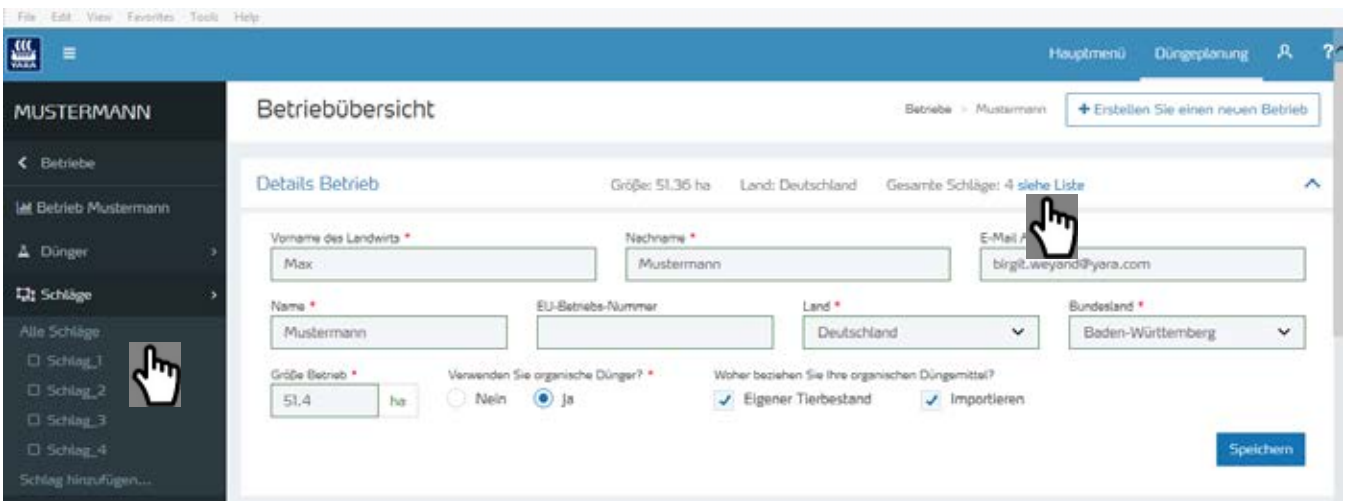 File Edit View Favorites Tools Help
YARA
Hauptmenü Düngeplanung ?
MUSTERMANN
Betriebübersicht
Betriebe > Mustermann
+ Erstellen Sie einen neuen Betrieb
Betriebe
Betrieb Mustermann
Dünger
Schläge
Alle Schläge
Schlag_1
Schlag_2
Schlag_3
Schlag_4
Schlag hinzufügen...
Details Betrieb
Größe: 51.36 ha Land: Deutschland Gesamte Schläge: 4 siehe Liste
Vorname des Landwirts * Nachname * E-Mail
Max Mustermann birgit.weyand@yara.com
Name * EU-Betriebs-Nummer Land * Bundesland *
Mustermann Deutschland Baden-Württemberg
Größe Betrieb * Verwenden Sie organische Dünger? * Woher beziehen Sie Ihre organischen Düngemittel?
51.4 ha Nein Ja Eigener Tierbestand Importieren
Speichern